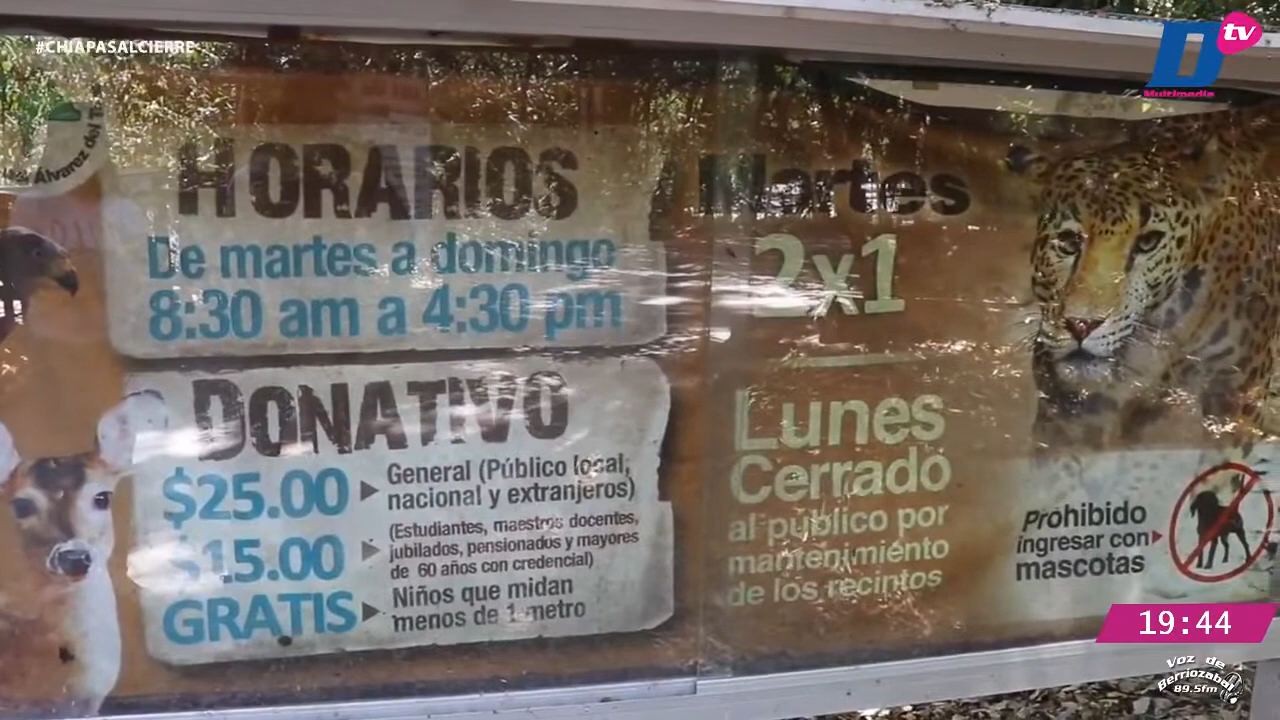 #CHIAPASALCIERRE
tv
Multimedia
Álvarez del
HORARIOS
De martes a domingo
8:30 am a 4:30 pm
DONATIVO
$25.00
General (Público local,
nacional y extranjeros)
$15.00
(Estudiantes, maestros docentes,
jubilados, pensionados y mayores
de 60 años con credencial)
GRATIS
Niños que midan
menos de 1 metro
Martes
2x1
Lunes
Cerrado
al público por
mantenimiento
de los recintos
Prohibido
ingresar con
mascotas
19:44
Voz de
Berriozabal
89.5fm